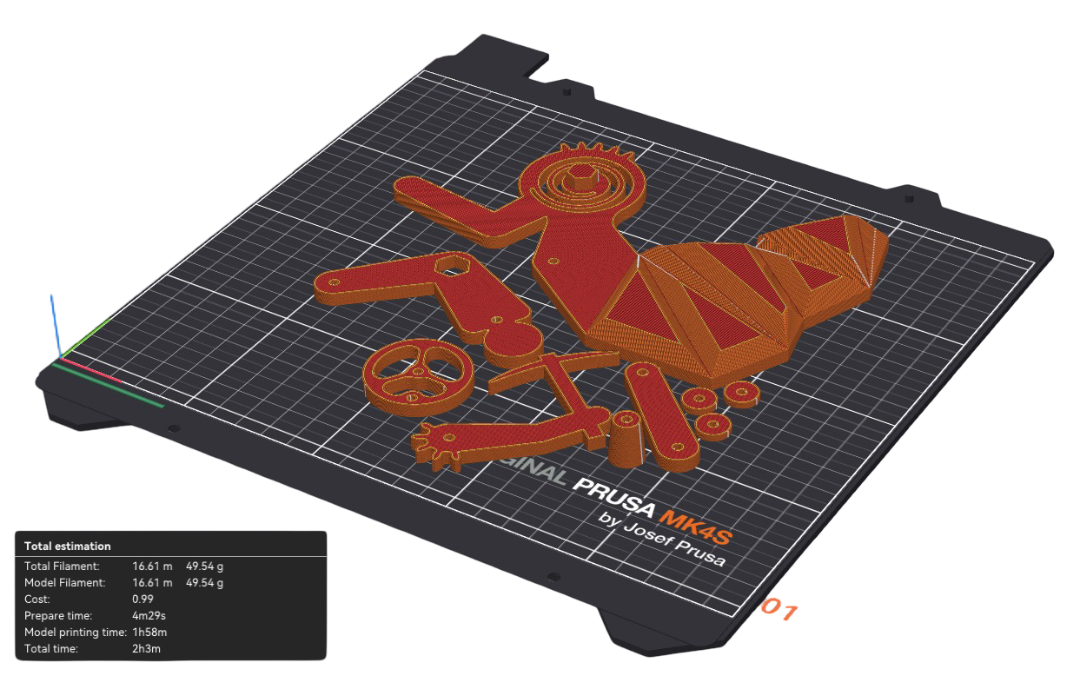 GINAL PRUSA MK4S
by Josef Prusa
01
Total estimation
Total Filament: 16.61 m 49.54 g
Model Filament: 16.61 m 49.54 g
Cost: 0.99
Prepare time: 4m29s
Model printing time: 1h58m
Total time: 2h3m